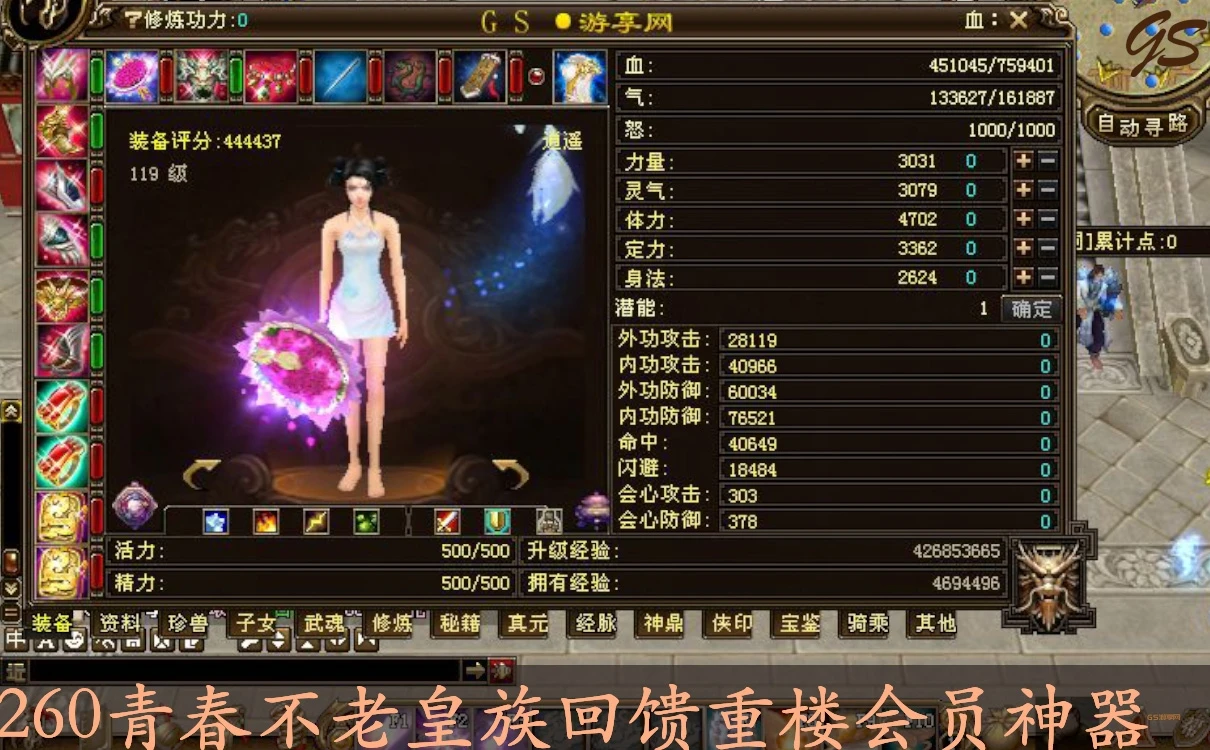 修炼功力:0
GS 游享网
血:
GS
自动寻路
装备评分:444437
逍遥
119 级
血: 451045/759401
气: 133627/161887
怒: 1000/1000
力量: 3031 0
灵气: 3079 0
体力: 4702 0
定力: 3362 0
身法: 2624 0
潜能: 1 确定
累计点:0
外功攻击: 28119 0
内功攻击: 40966 0
外功防御: 60034 0
内功防御: 76521 0
命中: 40649 0
闪避: 18484 0
会心攻击: 303 0
会心防御: 378 0
活力: 500/500 升级经验: 426853665
精力: 500/500 拥有经验: 4694496
装备 资料 珍兽 子女 武魂 修炼 秘籍 真元 经脉 神鼎 侠印 宝鉴 骑乘 其他
近
260青春不老皇族回馈重楼会员神器